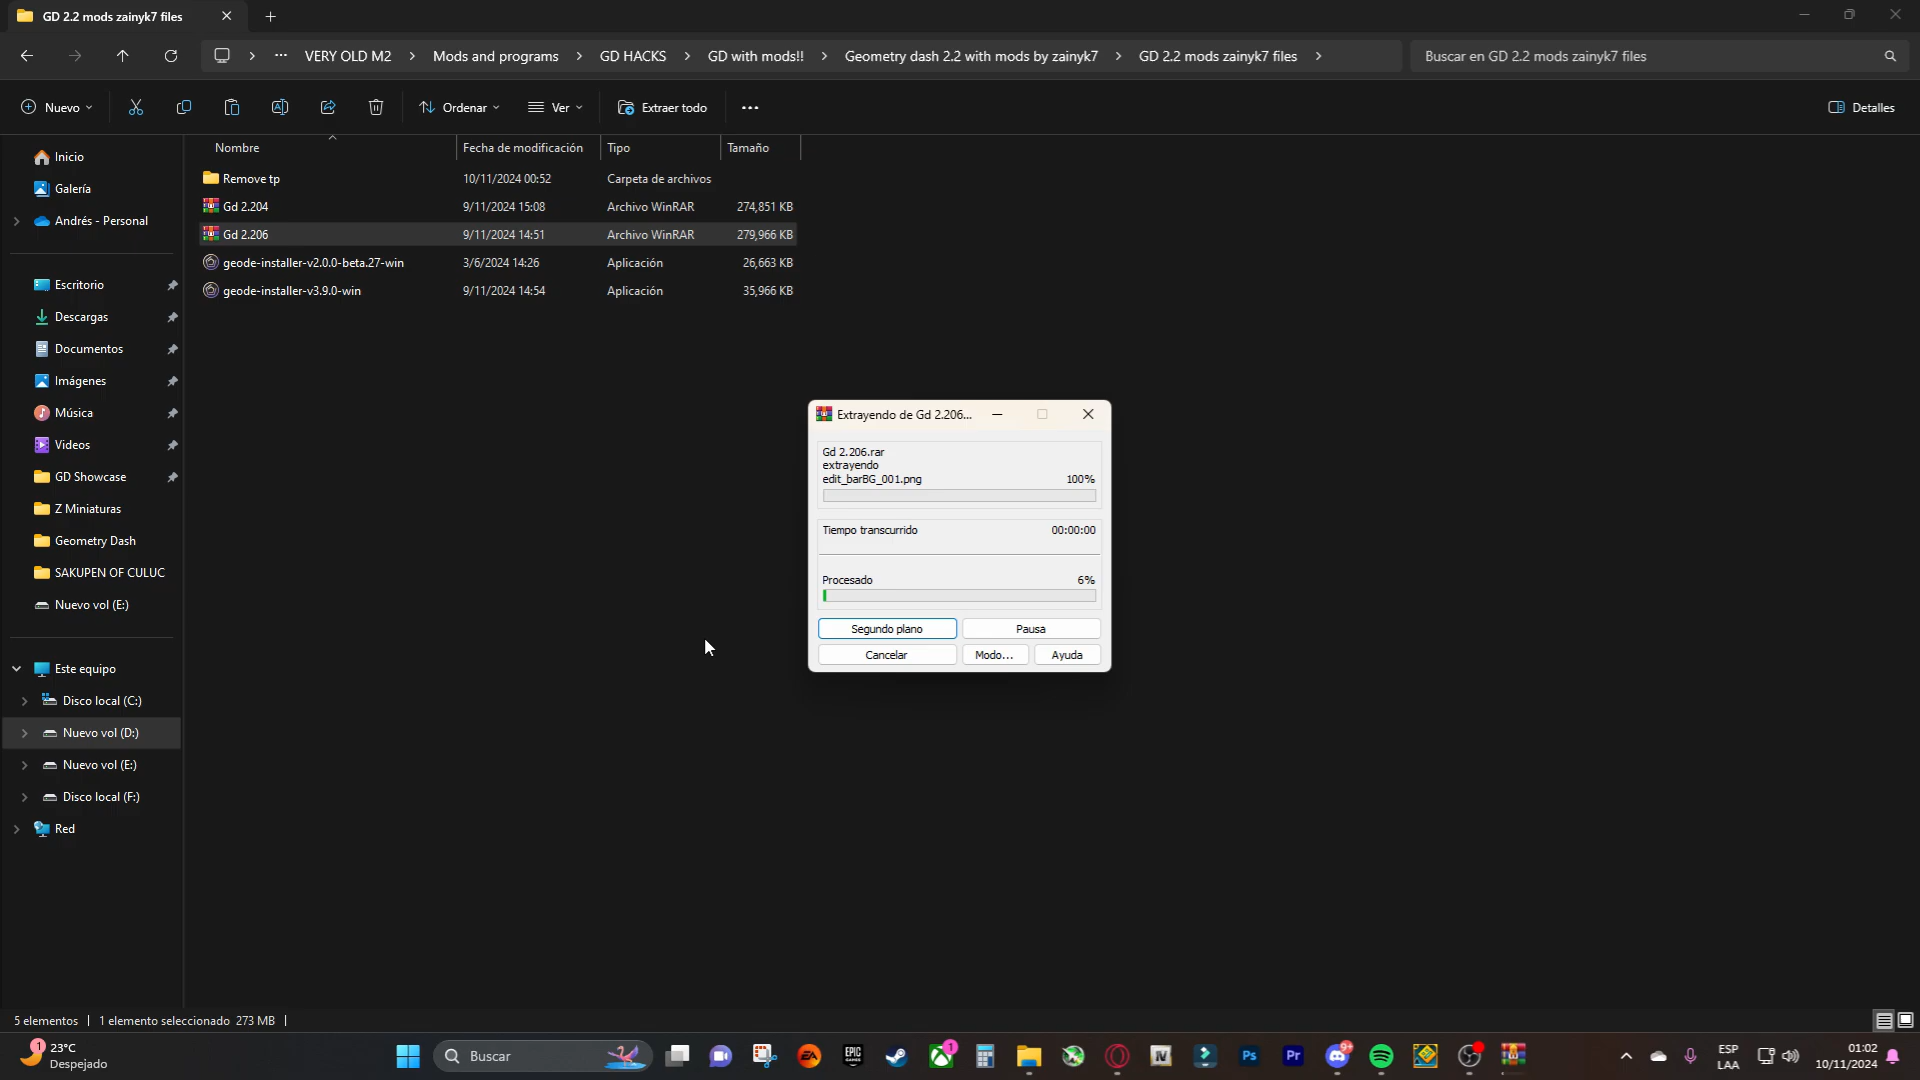 GD 2.2 mods zainyk7 files
VERY OLD M2 Mods and programs GD HACKS GD with mods!! Geometry dash 2.2 with mods by zainyk7 GD 2.2 mods zainyk7 files
Buscar en GD 2.2 mods zainyk7 files
Nuevo Ordenar Ver Extraer todo ••• Detalles
Nombre Fecha de modificación Tipo Tamaño
Remove tp 10/11/2024 00:52 Carpeta de archivos
Gd 2.204 9/11/2024 15:08 Archivo WinRAR 274,851 KB
Gd 2.206 9/11/2024 14:51 Archivo WinRAR 279,966 KB
geode-installer-v2.0.0-beta.27-win 3/6/2024 14:26 Aplicación 26,663 KB
geode-installer-v3.9.0-win 9/11/2024 14:54 Aplicación 35,966 KB
Inicio
Galería
Andrés - Personal
Escritorio
Descargas
Documentos
Imágenes
Música
Videos
GD Showcase
Z Miniaturas
Geometry Dash
SAKUPEN OF CULUC
Nuevo vol (E:)
Este equipo
Disco local (C:)
Nuevo vol (D:)
Nuevo vol (E:)
Disco local (F:)
Red
Extrayendo de Gd 2.206...
Gd 2.206.rar
extrayendo
edit_barBG_001.png 100%
Tiempo transcurrido 00:00:00
Procesado 6%
Segundo plano Pausa
Cancelar Modo... Ayuda
5 elementos 1 elemento seleccionado 273 MB
1
23°C
Despejado
Buscar
EA
EPIC GAMES
1
IV
Ps
Pr
9+
ESP
LAA
01:02
10/11/2024